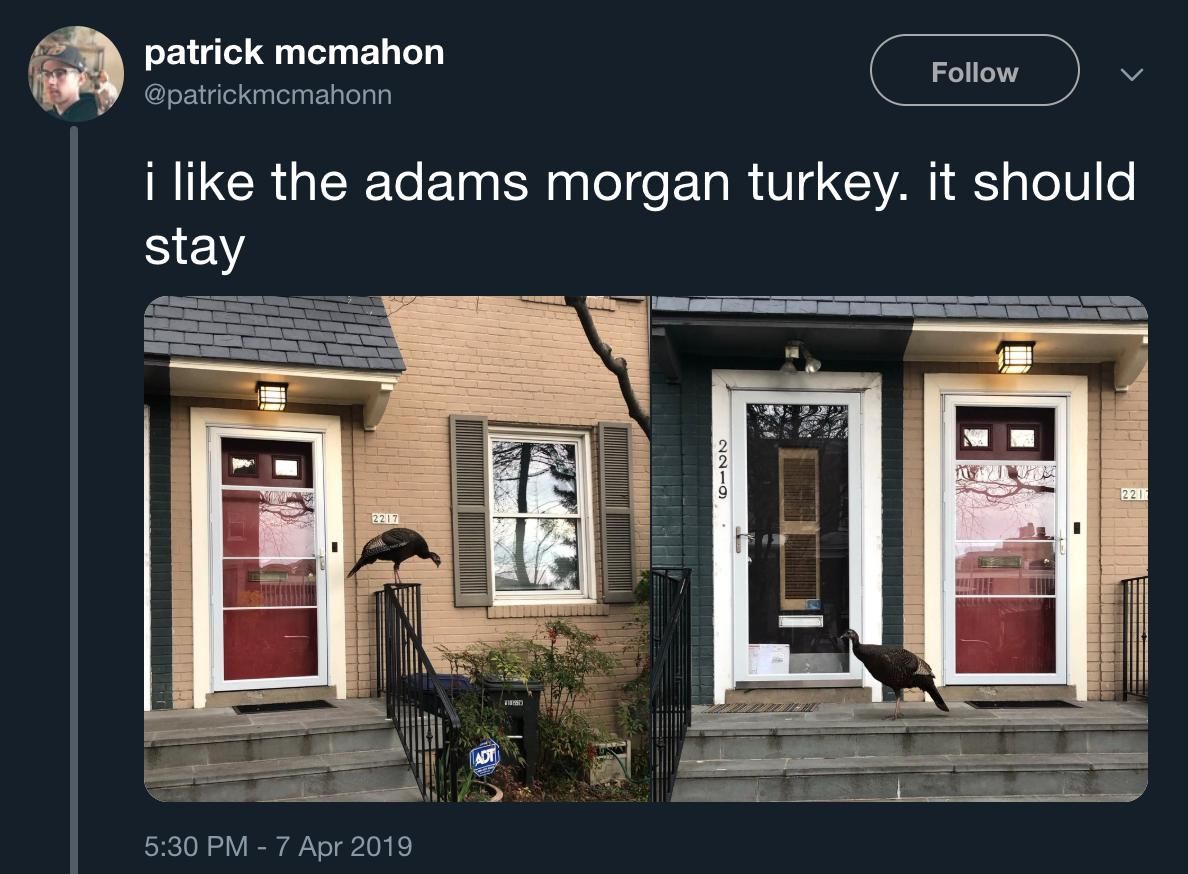 patrick mcmahon
@patrickmcmahonn
Follow
i like the adams morgan turkey. it should
stay
2217
ADT
2219
2217
5:30 PM - 7 Apr 2019